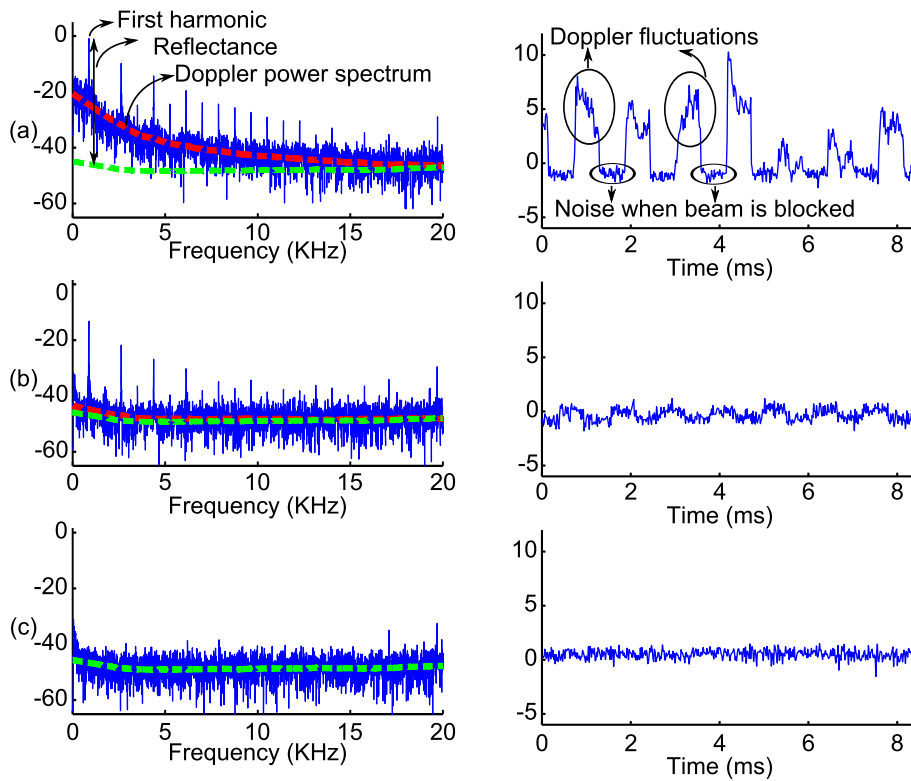 First harmonic
Reflectance
Doppler power spectrum
(a)
0
-20
-40
-60
0 5 10 15 20
Frequency (KHz)
Doppler fluctuations
10
5
0
-5
Noise when beam is blocked
0 2 4 6 8
Time (ms)
(b)
0
-20
-40
-60
0 5 10 15 20
Frequency (KHz)
10
5
0
-5
0 2 4 6 8
Time (ms)
(c)
0
-20
-40
-60
0 5 10 15 20
Frequency (KHz)
10
5
0
-5
0 2 4 6 8
Time (ms)